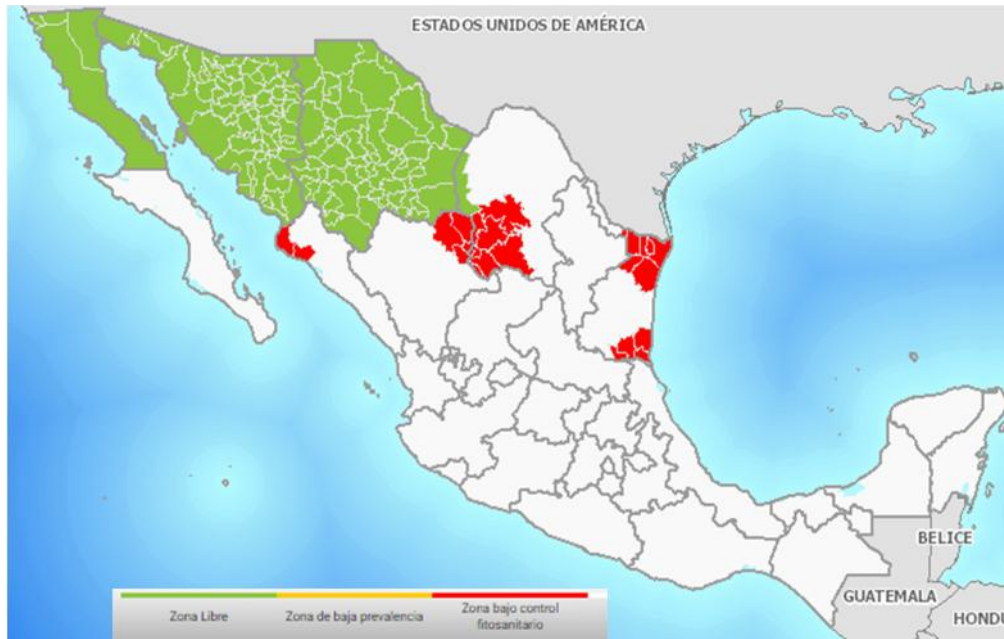 ESTADOS UNIDOS DE AMÉRICA
BELICE
GUATEMALA
HONDU
Zona Libre
Zona de baja prevalencia
Zona bajo control
fitosanitario